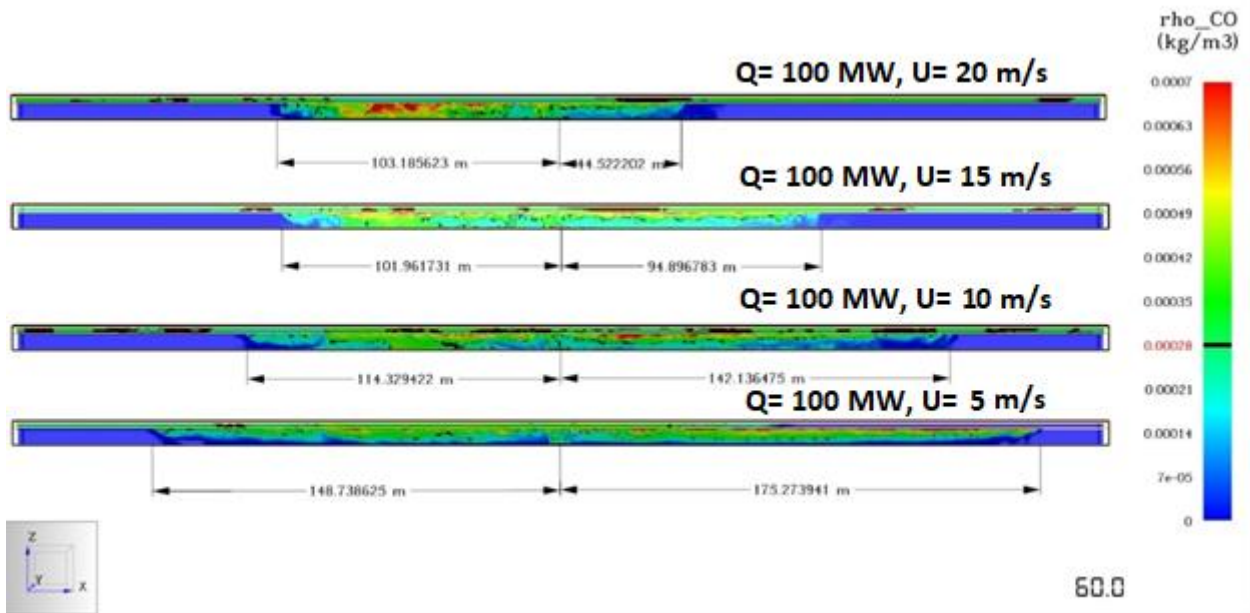 rho_CO
(kg/m3)
Q= 100 MW, U= 20 m/s
103.185623 m
44.522202 m
Q= 100 MW, U= 15 m/s
101.961731 m
94.896783 m
Q= 100 MW, U= 10 m/s
114.329422 m
142.136475 m
Q= 100 MW, U= 5 m/s
148.738625 m
175.273941 m
0.0007
0.00063
0.00056
0.00049
0.00042
0.00035
0.00028
0.00021
0.00014
7e-05
0
Z
Y
X
60.0